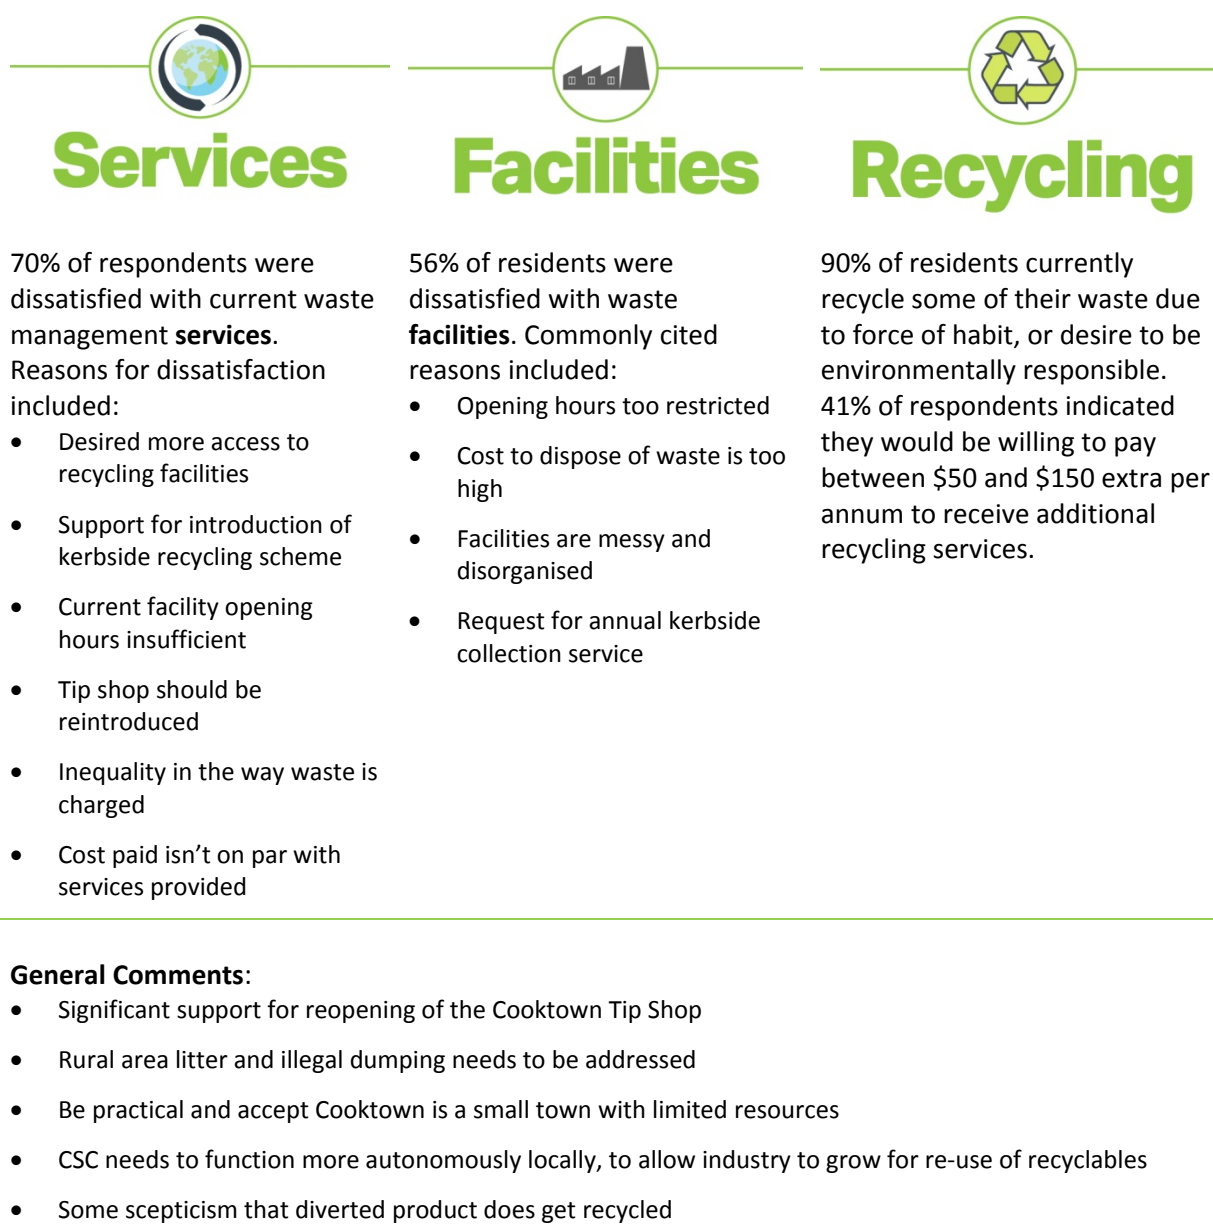 Services
70% of respondents were
dissatisfied with current waste
management services.
Reasons for dissatisfaction
included:
• Desired more access to
recycling facilities
• Support for introduction of
kerbside recycling scheme
• Current facility opening
hours insufficient
• Tip shop should be
reintroduced
• Inequality in the way waste is
charged
• Cost paid isn’t on par with
services provided
Facilities
56% of residents were
dissatisfied with waste
facilities. Commonly cited
reasons included:
• Opening hours too restricted
• Cost to dispose of waste is too
high
• Facilities are messy and
disorganised
• Request for annual kerbside
collection service
Recycling
90% of residents currently
recycle some of their waste due
to force of habit, or desire to be
environmentally responsible.
41% of respondents indicated
they would be willing to pay
between $50 and $150 extra per
annum to receive additional
recycling services.
General Comments:
• Significant support for reopening of the Cooktown Tip Shop
• Rural area litter and illegal dumping needs to be addressed
• Be practical and accept Cooktown is a small town with limited resources
• CSC needs to function more autonomously locally, to allow industry to grow for re-use of recyclables
• Some scepticism that diverted product does get recycled